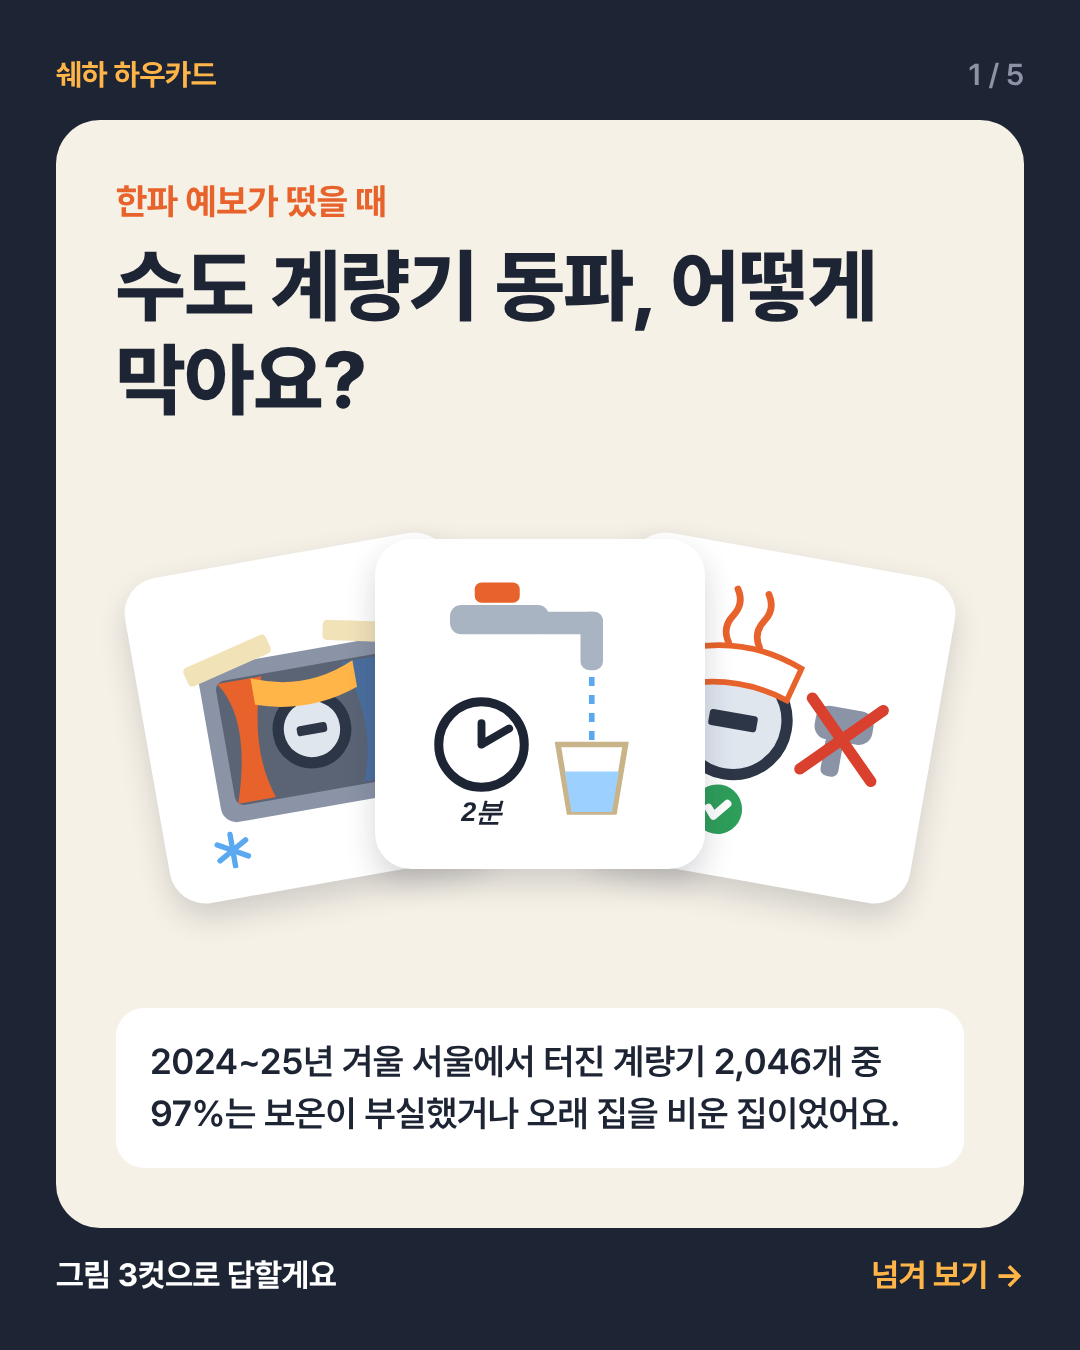 쉐하 하우카드
1 / 5
한파 예보가 떴을 때
수도 계량기 동파, 어떻게
막아요?
2분
2024~25년 겨울 서울에서 터진 계량기 2,046개 중
97%는 보온이 부실했거나 오래 집을 비운 집이었어요.
그림 3컷으로 답할게요
넘겨 보기 →